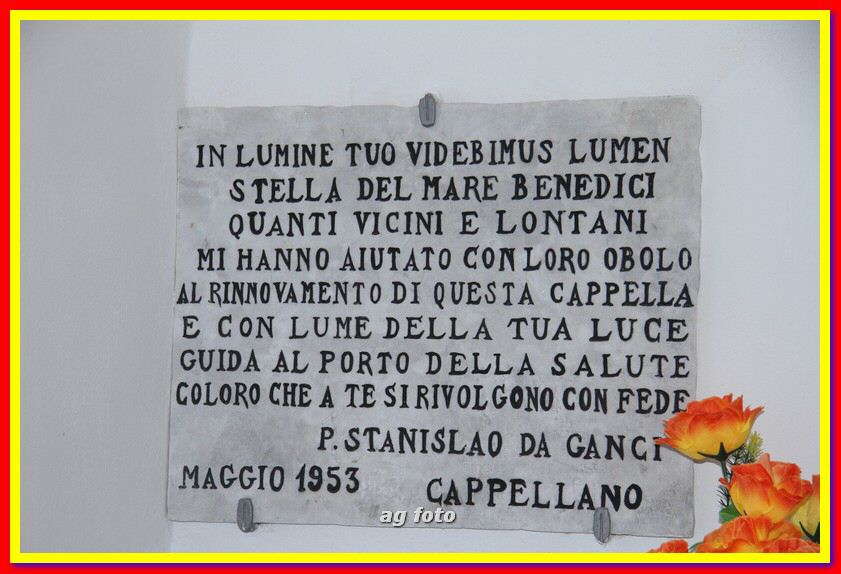 IN LUMINE TUO VIDEBIMUS LUMEN
STELLA DEL MARE BENEDICI
QUANTI VICINI E LONTANI
MI HANNO AIUTATO CON LORO OBOLO
AL RINNOVAMENTO DI QUESTA CAPPELLA
E CON LUME DELLA TUA LUCE
GUIDA AL PORTO DELLA SALUTE
COLORO CHE A TE SI RIVOLGONO CON FEDE
P. STANISLAO DA GANCI
MAGGIO 1953 CAPPELLANO
ag foto